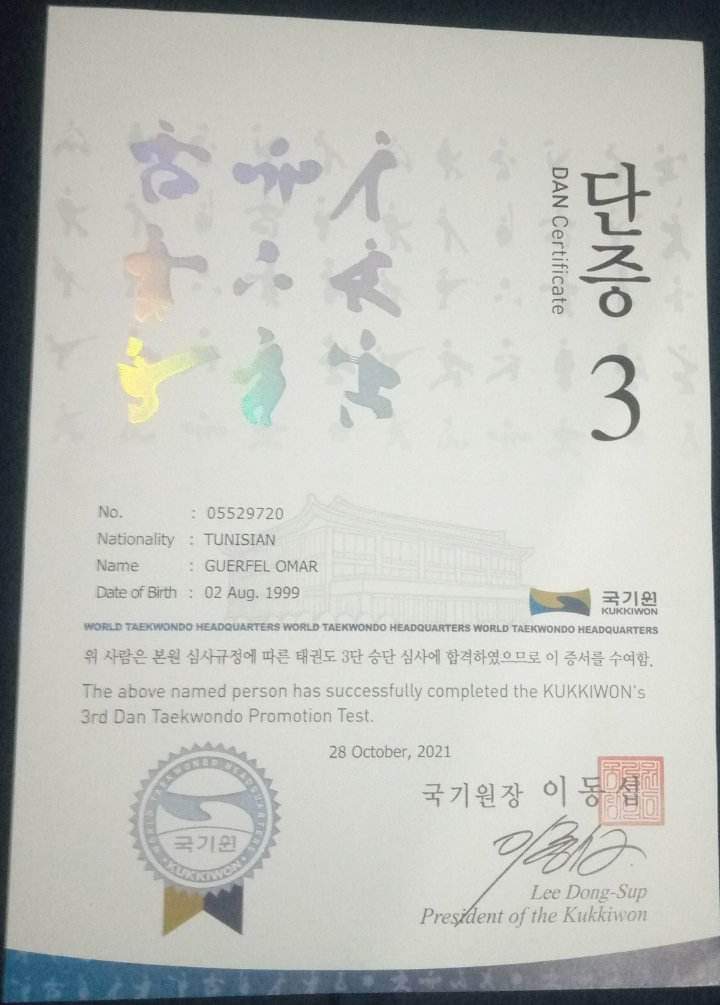 단증
DAN Certificate
3
No. : 05529720
Nationality : TUNISIAN
Name : GUERFEL OMAR
Date of Birth : 02 Aug. 1999
국기원
KUKKIWON
WORLD TAEKWONDO HEADQUARTERS WORLD TAEKWONDO HEADQUARTERS WORLD TAEKWONDO HEADQUARTERS
위 사람은 본원 심사규정에 따른 태권도 3단 승단 심사에 합격하였으므로 이 증서를 수여함.
The above named person has successfully completed the KUKKIWON's
3rd Dan Taekwondo Promotion Test.
28 October, 2021
WORLD TAEKWONDO HEADQUARTERS
국기원
KUKKIWON
국기원장 이동섭
Lee Dong-Sup
President of the Kukkiwon